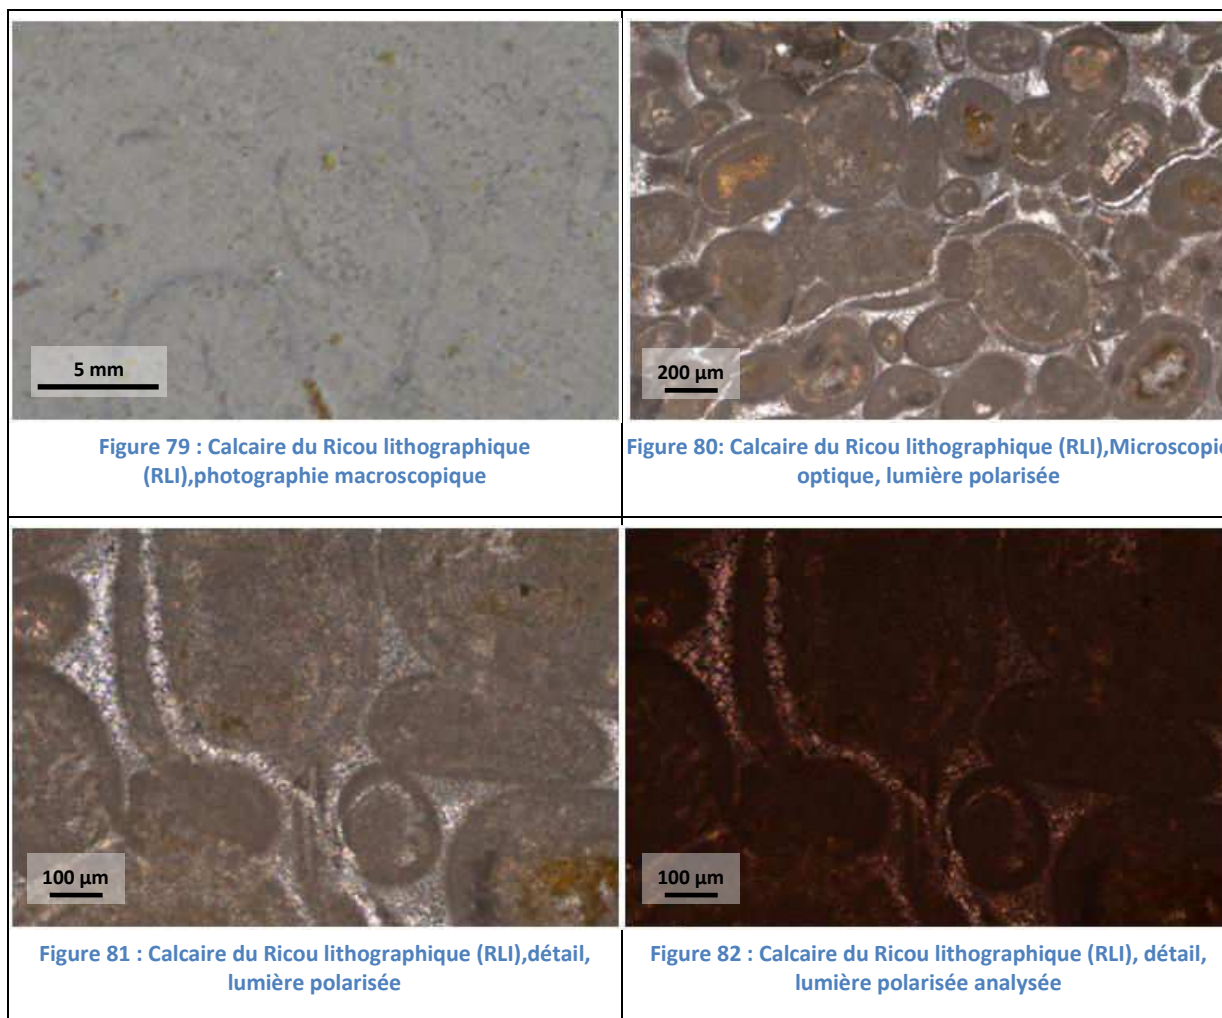 5 mm
200 µm
Figure 79 : Calcaire du Ricou lithographique
(RLI),photographie macroscopique
Figure 80: Calcaire du Ricou lithographique (RLI),Microscopie
optique, lumière polarisée
100 µm
100 µm
Figure 81 : Calcaire du Ricou lithographique (RLI),détail,
lumière polarisée
Figure 82 : Calcaire du Ricou lithographique (RLI), détail,
lumière polarisée analysée